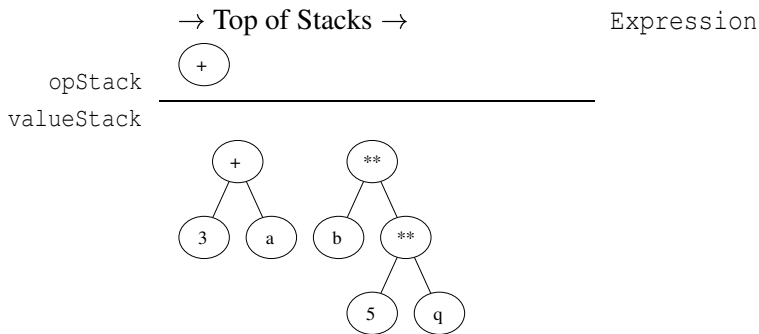 → Top of Stacks → Expression
+
opStack
valueStack
+ **
3 a b **
5 q